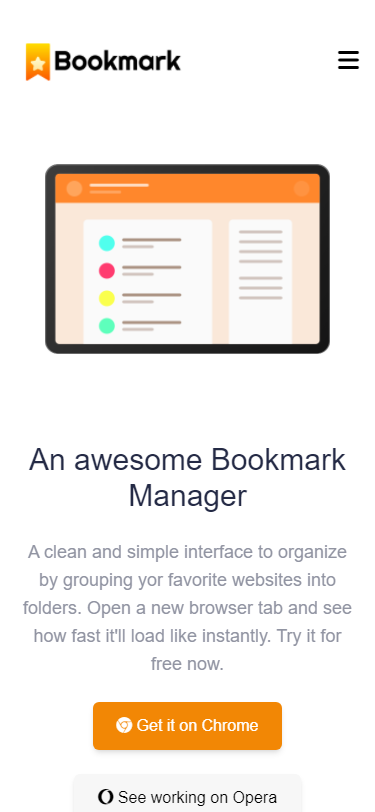 Bookmark
An awesome Bookmark
Manager
A clean and simple interface to organize
by grouping yor favorite websites into
folders. Open a new browser tab and see
how fast it'll load like instantly. Try it for
free now.
Get it on Chrome
See working on Opera